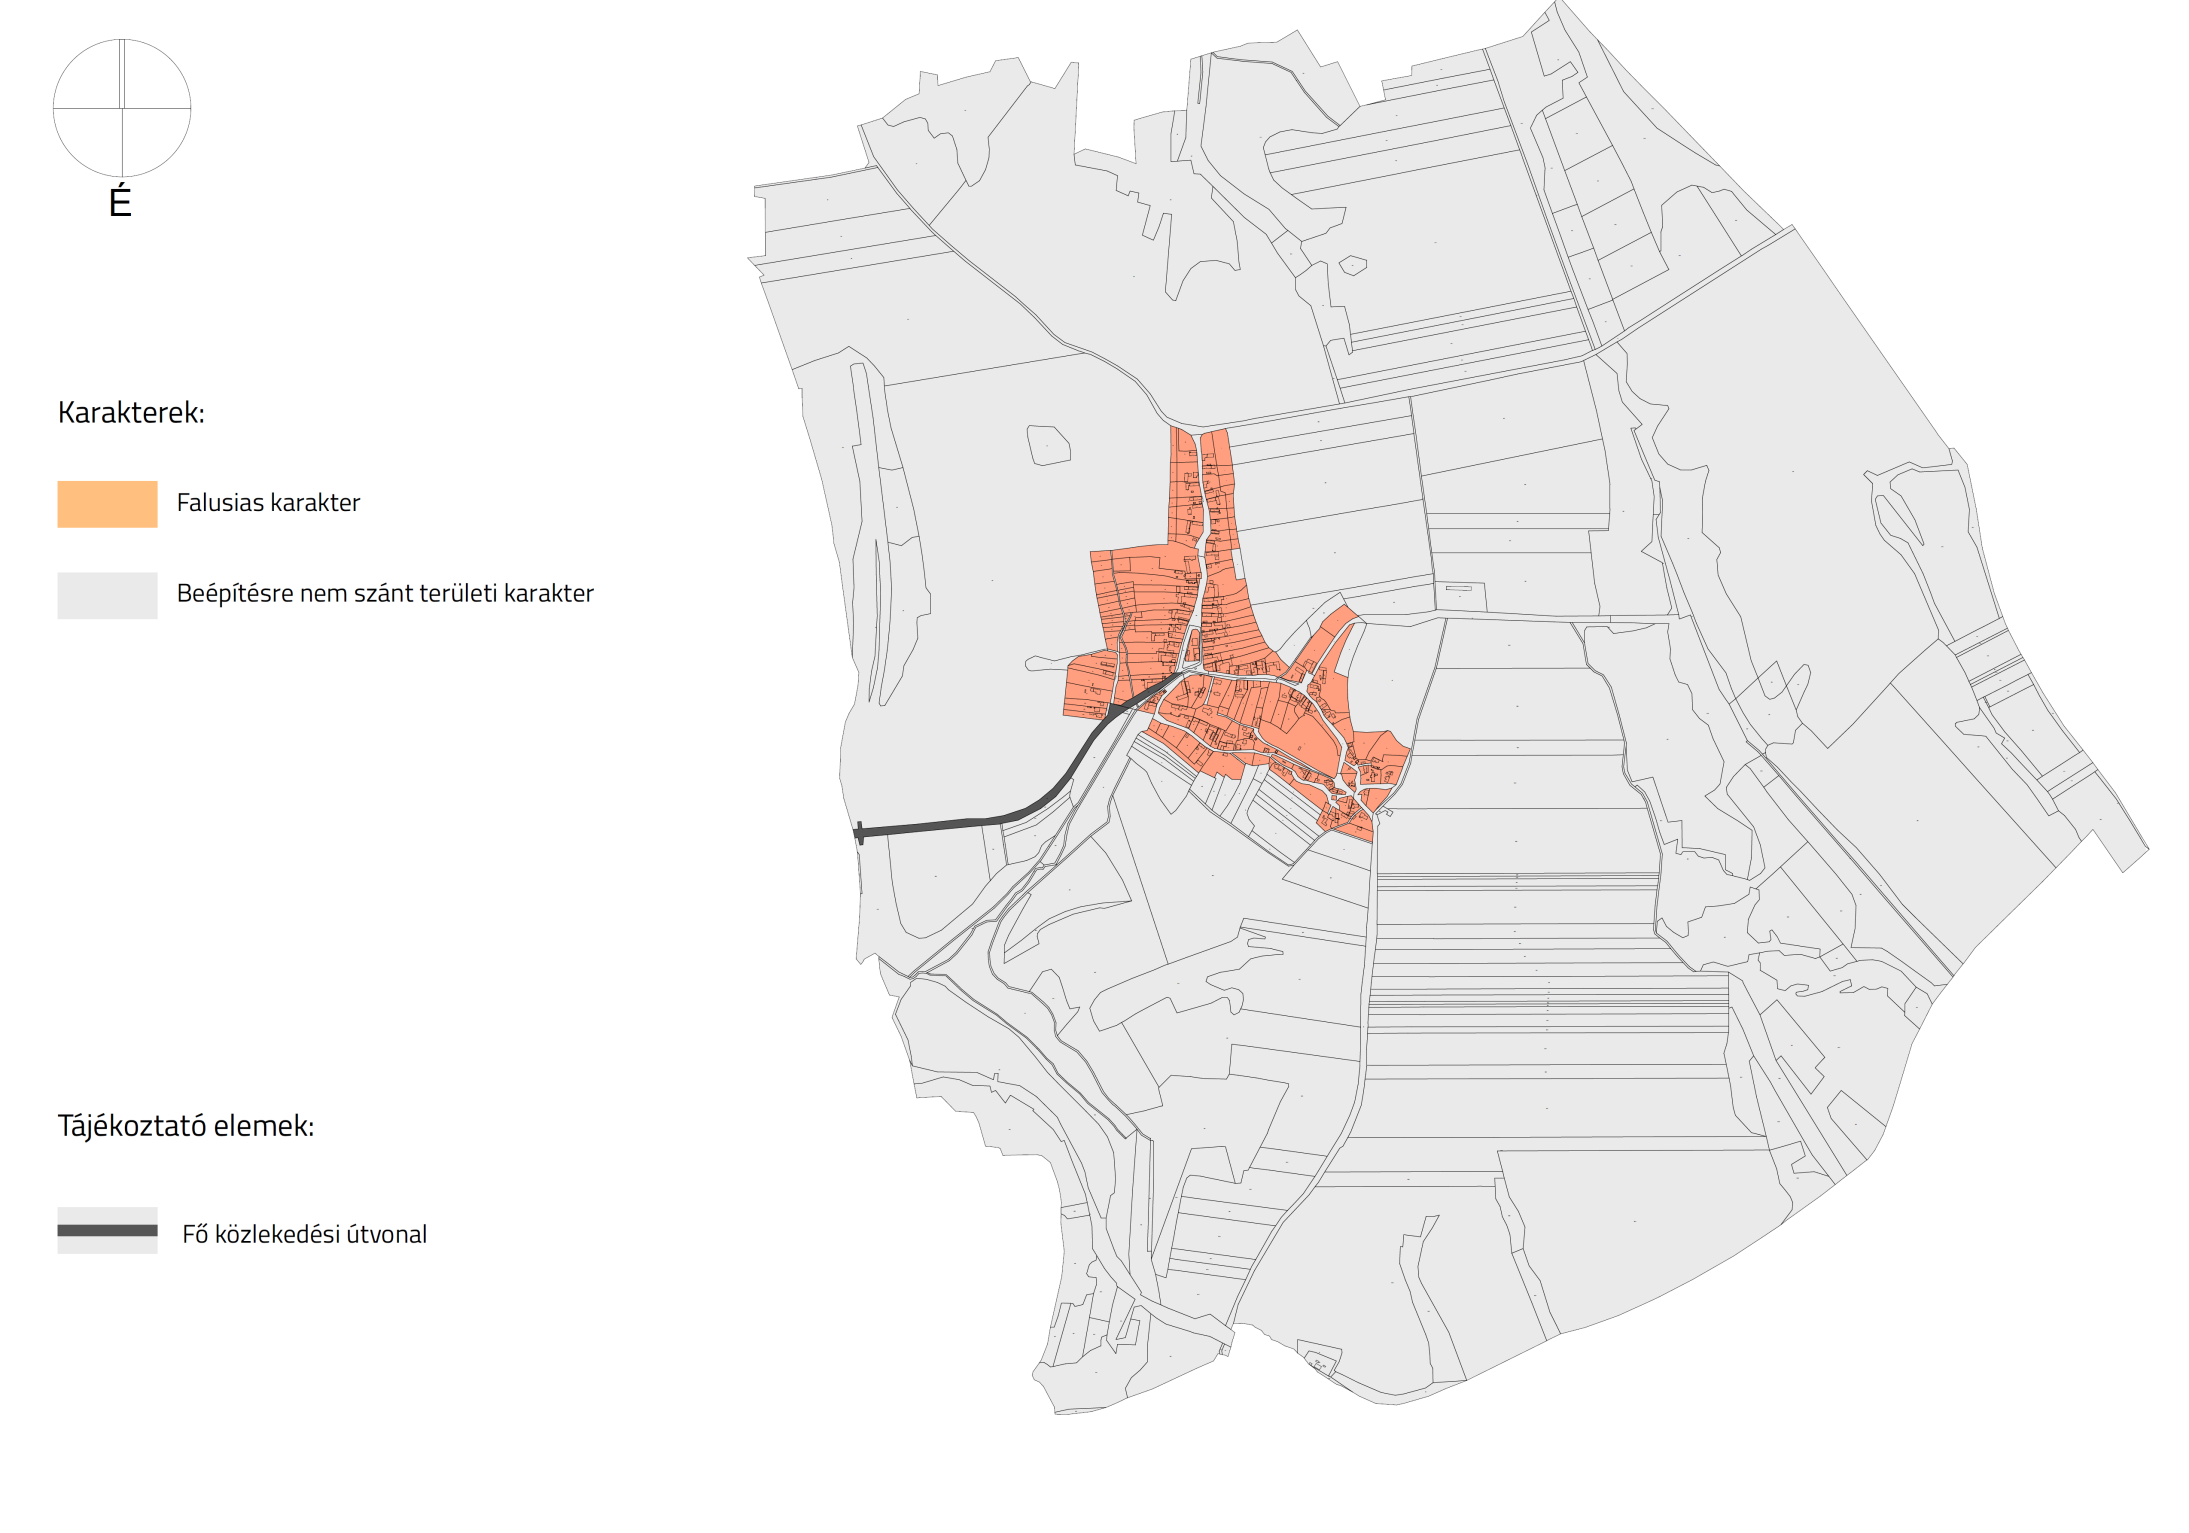 É
Karakterek:
Falusias karakter
Beépítésre nem szánt területi karakter
Tájékoztató elemek:
Fő közlekedési útvonal